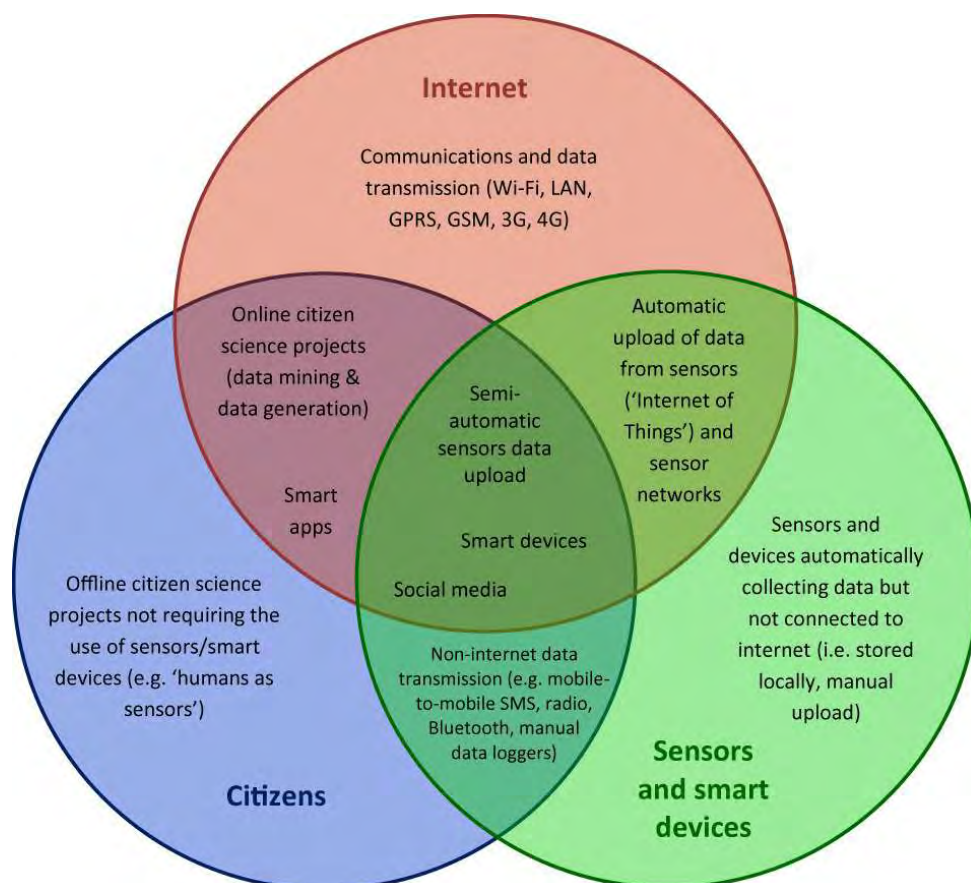 Internet
Communications and data
transmission (Wi-Fi, LAN,
GPRS, GSM, 3G, 4G)
Online citizen
science projects
(data mining &
data generation)
Smart
apps
Semi-
automatic
sensors data
upload
Smart devices
Social media
Automatic
upload of data
from sensors
(‘Internet of
Things’) and
sensor
networks
Offline citizen science
projects not requiring the
use of sensors/smart
devices (e.g. ‘humans as
sensors’)
Non-internet data
transmission (e.g. mobile-
to-mobile SMS, radio,
Bluetooth, manual
data loggers)
Sensors and
devices automatically
collecting data but
not connected to
internet (i.e. stored
locally, manual
upload)
Citizens
Sensors
and smart
devices